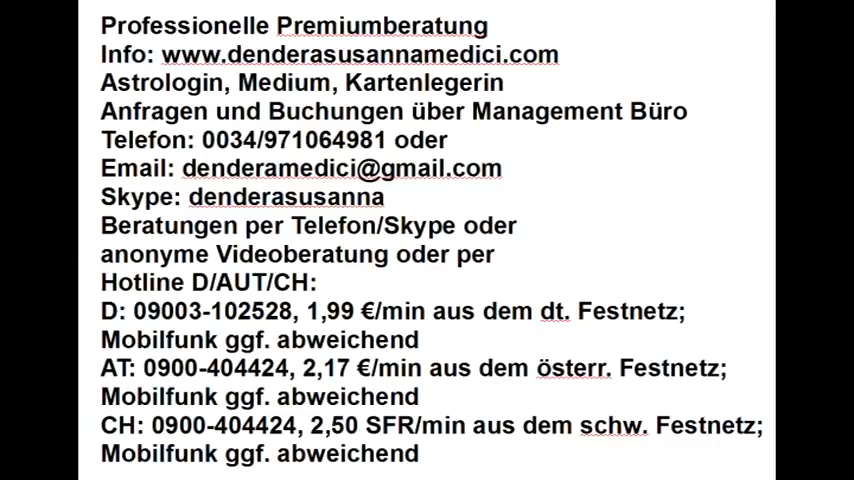 Professionelle Premiumberatung
Info: www.denderasusannamedici.com
Astrologin, Medium, Kartenlegerin
Anfragen und Buchungen über Management Büro
Telefon: 0034/971064981 oder
Email: denderamedici@gmail.com
Skype: denderasusanna
Beratungen per Telefon/Skype oder
anonyme Videoberatung oder per
Hotline D/AUT/CH:
D: 09003-102528, 1,99 €/min aus dem dt. Festnetz;
Mobilfunk ggf. abweichend
AT: 0900-404424, 2,17 €/min aus dem österr. Festnetz;
Mobilfunk ggf. abweichend
CH: 0900-404424, 2,50 SFR/min aus dem schw. Festnetz;
Mobilfunk ggf. abweichend